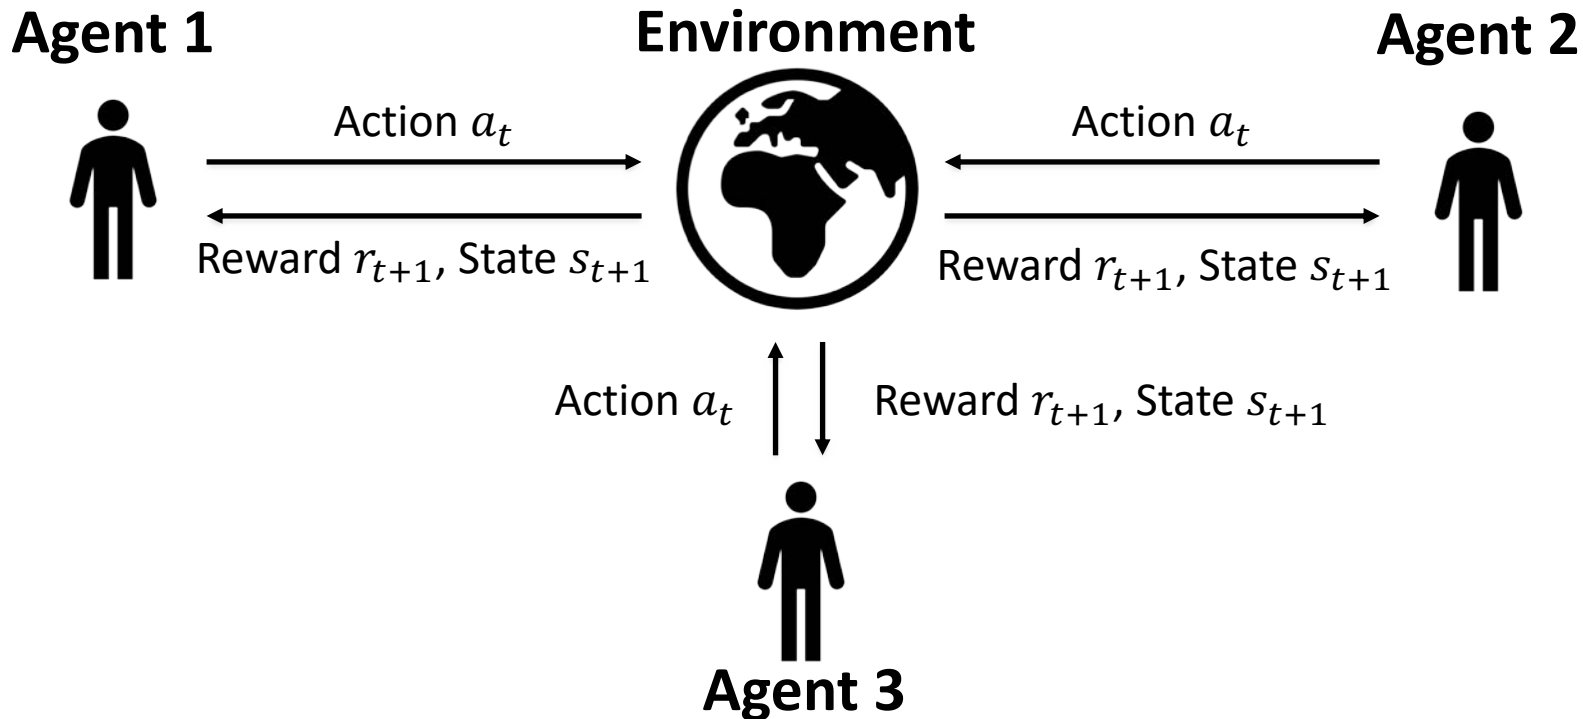 Agent 1
Environment
Agent 2
Action $a_t$
Action $a_t$
Reward $r_{t+1}$, State $s_{t+1}$
Reward $r_{t+1}$, State $s_{t+1}$
Action $a_t$
Reward $r_{t+1}$, State $s_{t+1}$
Agent 3